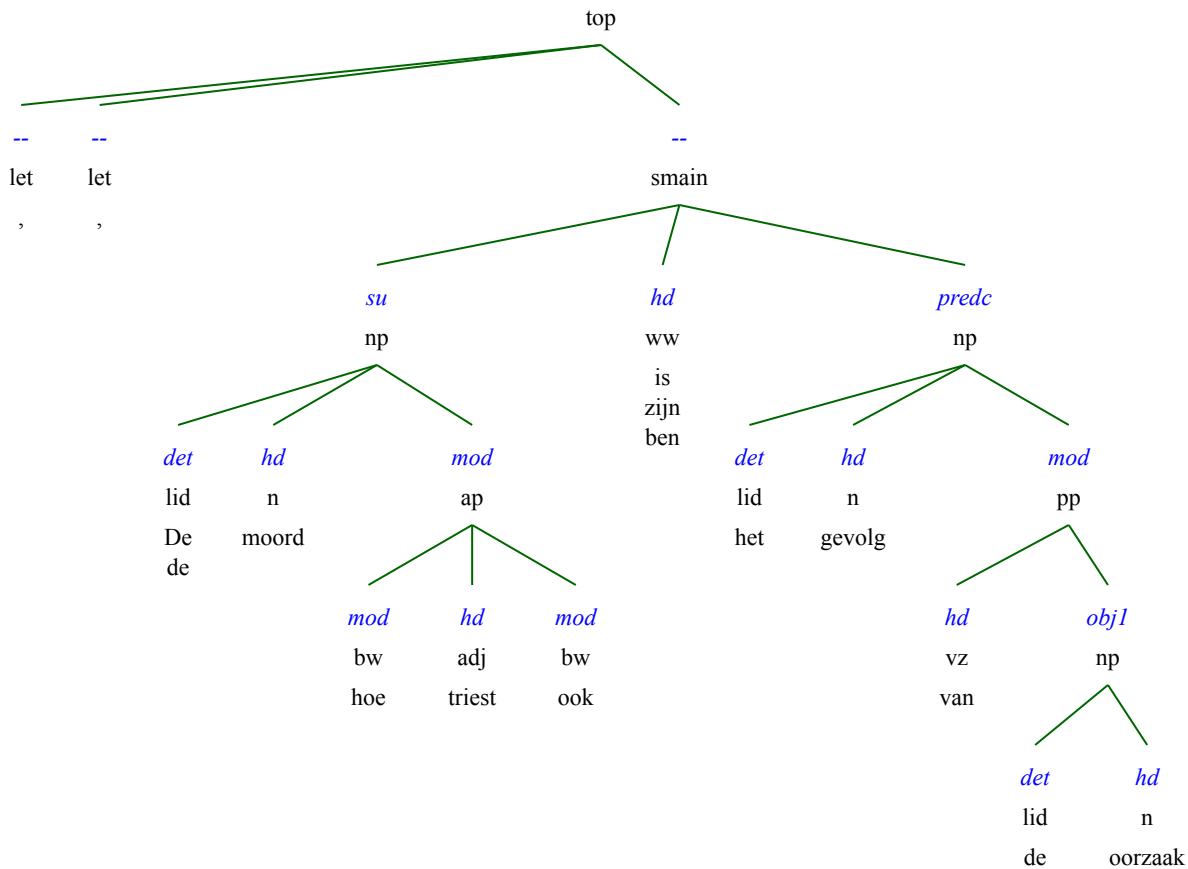 top
-- -- --
let let smain
, ,
su hd predc
np ww np
is
zijn
ben
det hd mod det hd mod
lid n ap lid n pp
De moord het gevolg
de
mod hd mod hd obj1
bw adj bw vz np
hoe triest ook van
det hd
lid n
de oorzaak